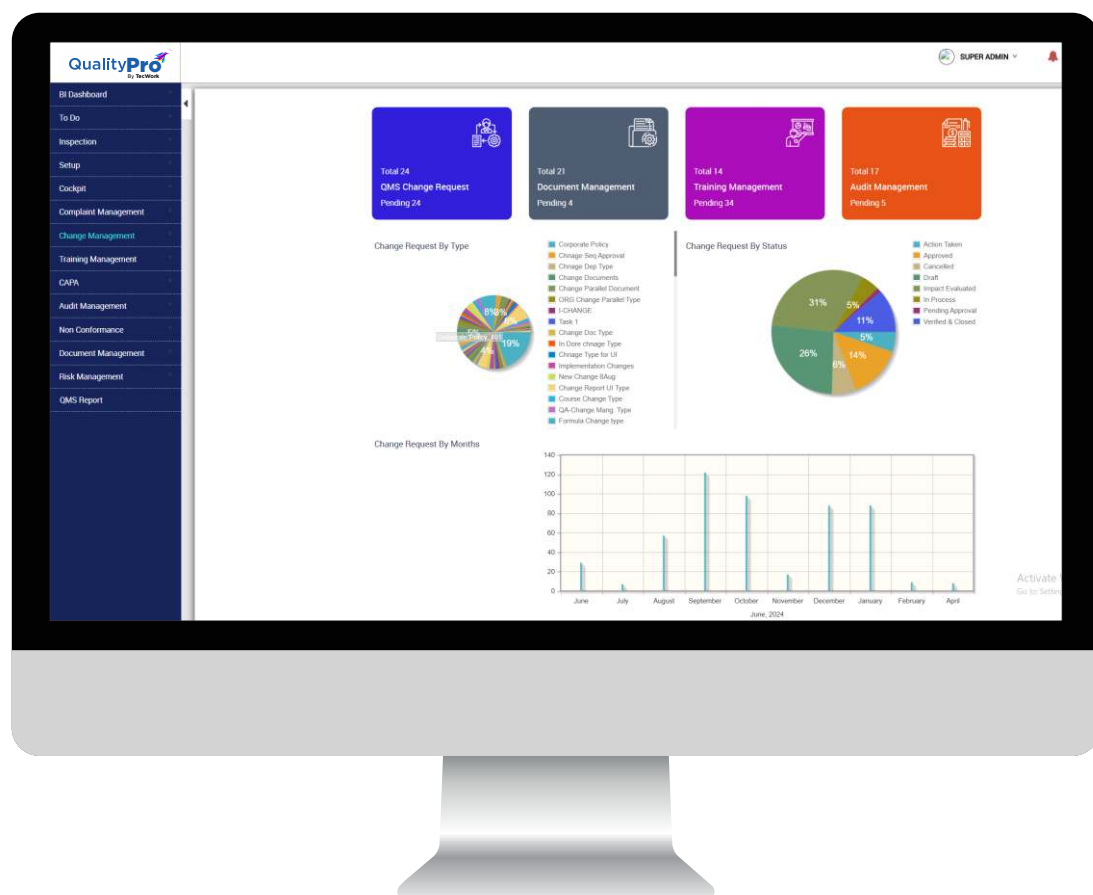 QualityPro
By TecWork
SUPER ADMIN
BI Dashboard
To Do
Inspection
Setup
Cockpit
Complaint Management
Change Management
Training Management
CAPA
Audit Management
Non Conformance
Document Management
Risk Management
QMS Report
Total 24
QMS Change Request
Pending 24
Total 21
Document Management
Pending 4
Total 14
Training Management
Pending 34
Total 17
Audit Management
Pending 5
Change Request By Type
8%
3%
19%
4%
5%
Corporate Policy
Chnage Seq Approval
Chnage Dep Type
Change Documents
Change Parallel Document
ORG Change Parallel Type
I-CHANGE
Task 1
Change Doc Type
In Dore chnage Type
Chnage Type for UI
Implementation Changes
New Change 8Aug
Change Report UI Type
Course Change Type
QA-Change Mang. Type
Formula Change type
Change Request By Status
31%
5%
11%
5%
14%
6%
26%
Action Taken
Approved
Cancelled
Draft
Impact Evaluated
In Process
Pending Approval
Verified & Closed
Change Request By Months
140
120
100
80
60
40
20
0
June July August September October November December January February April
June, 2024
Activate
Go to Setting